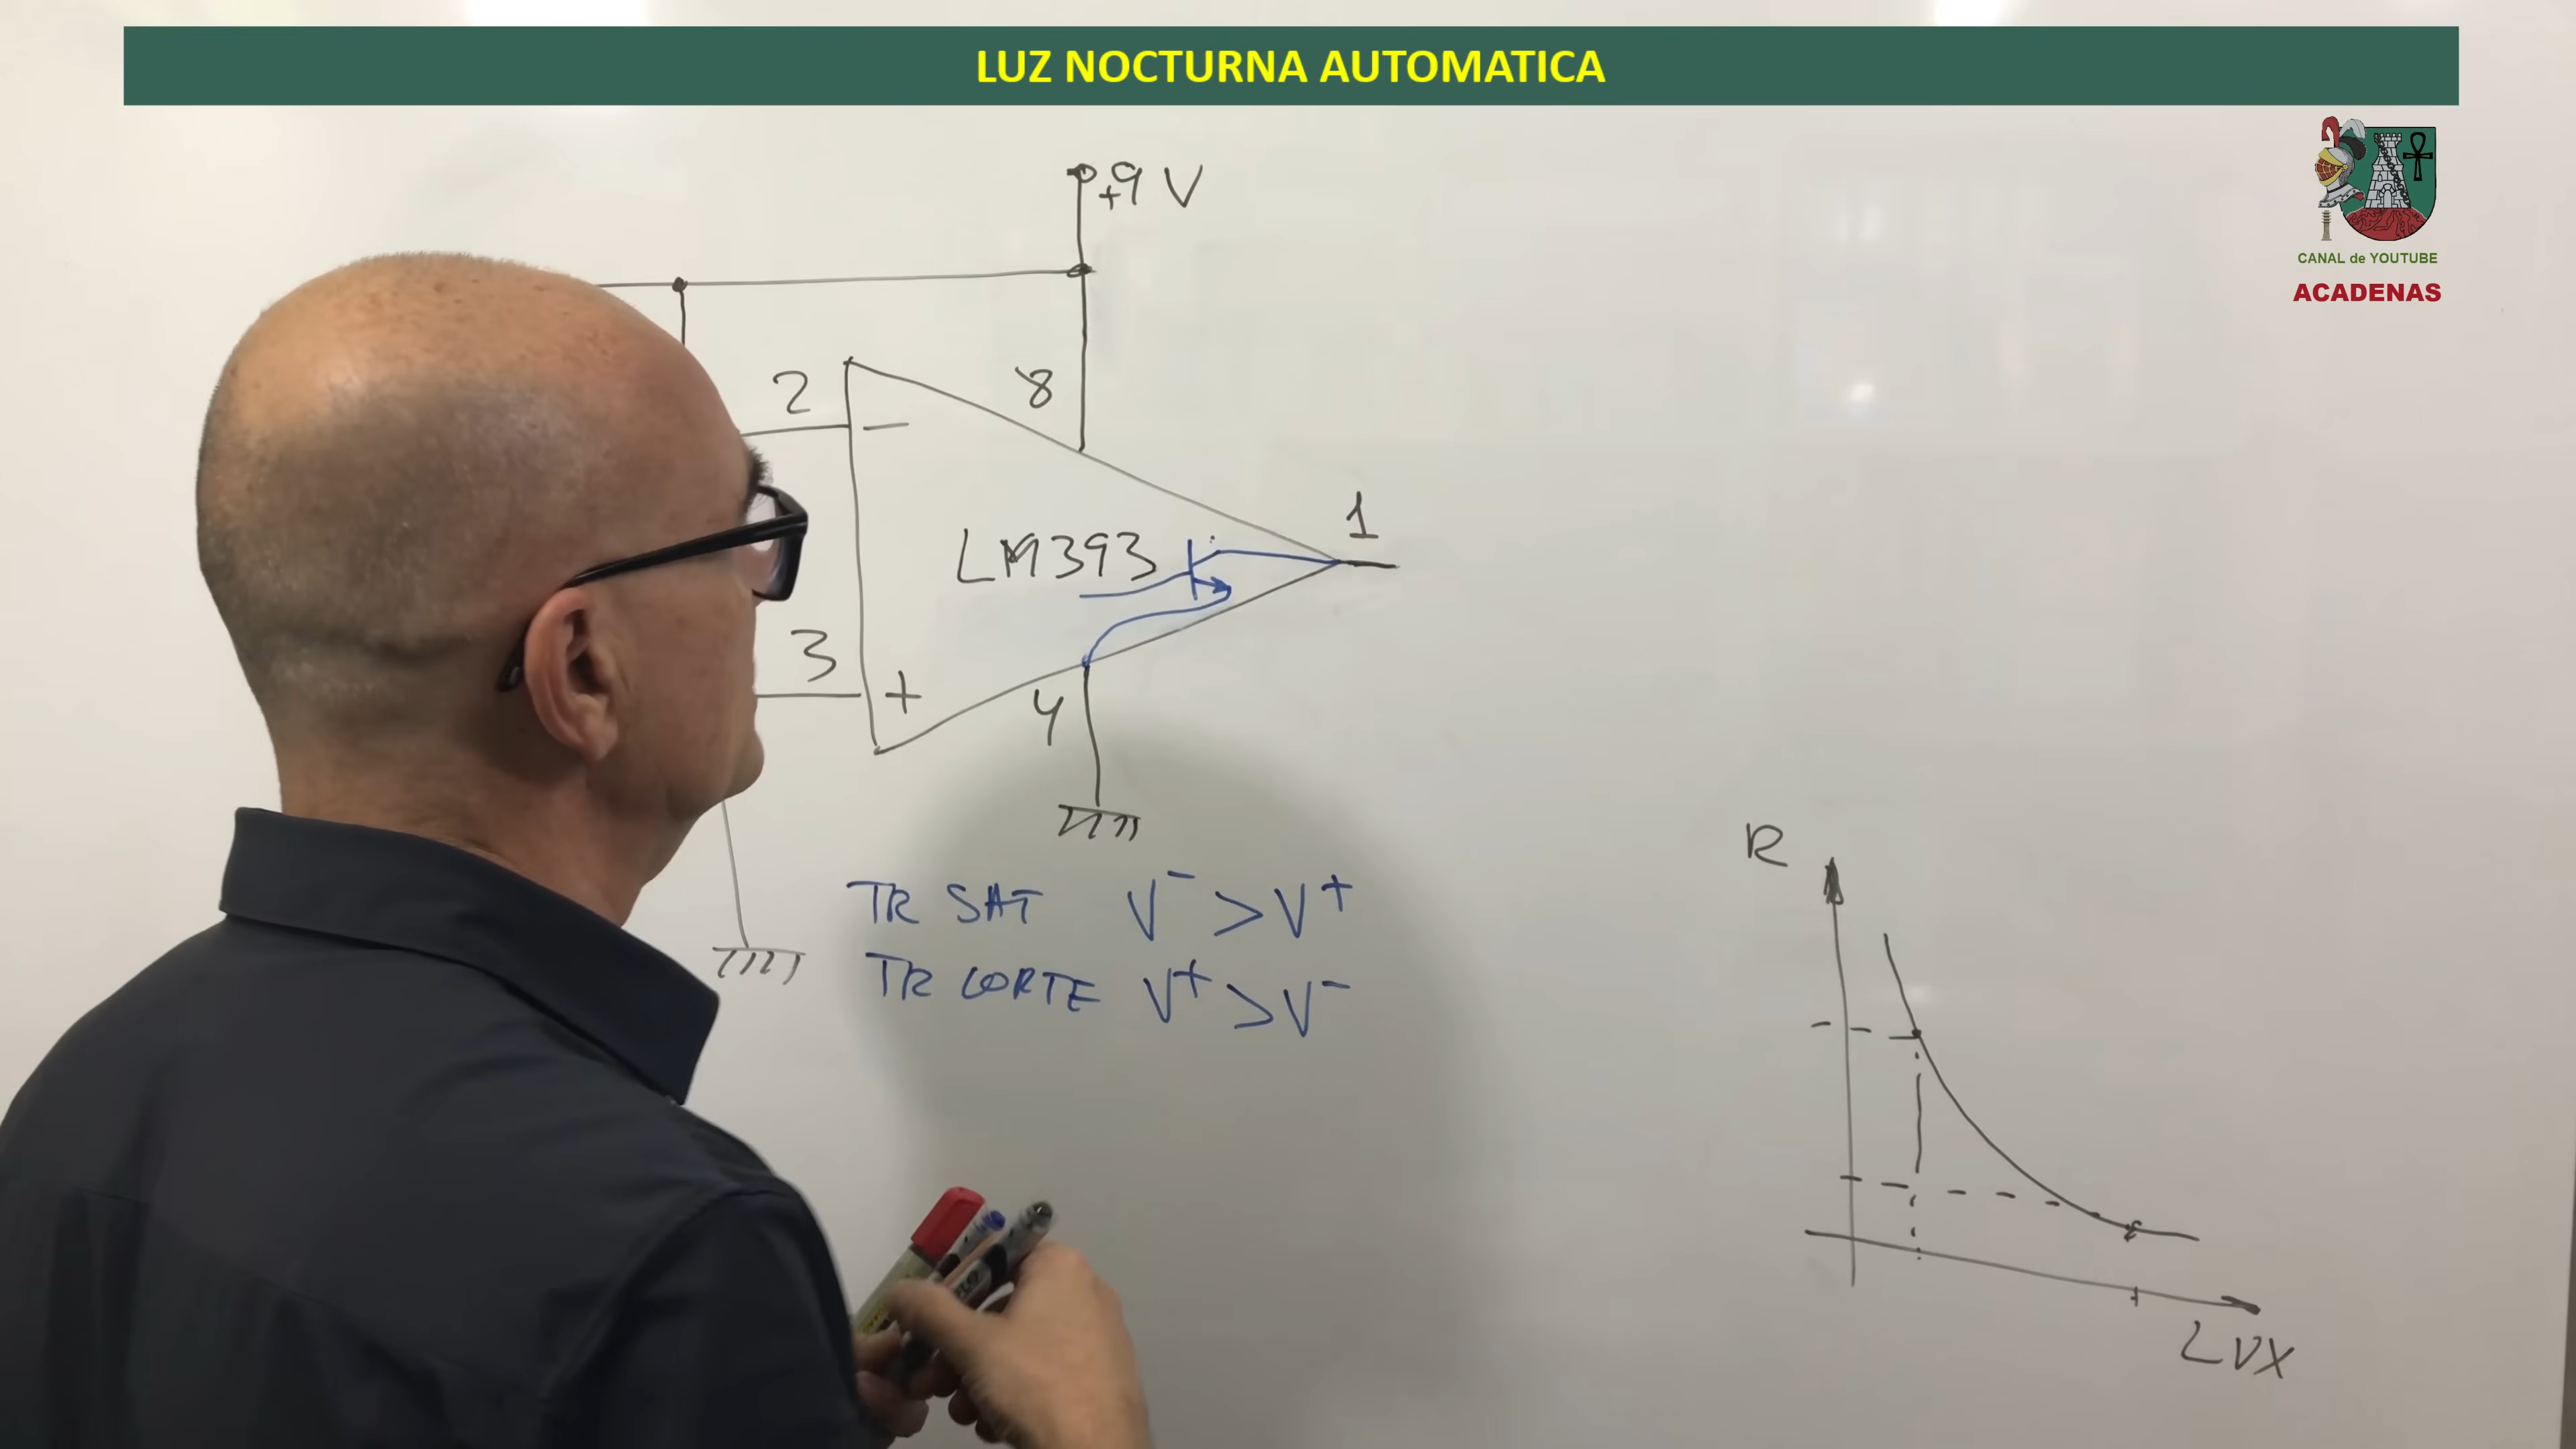 LUZ NOCTURNA AUTOMATICA
CANAL de YOUTUBE
ACADENAS
+9 V
2
8
-
1
LM393
3
+
4
TR SAT V⁻ > V⁺
TR CORTE V⁺ > V⁻
R
LUX